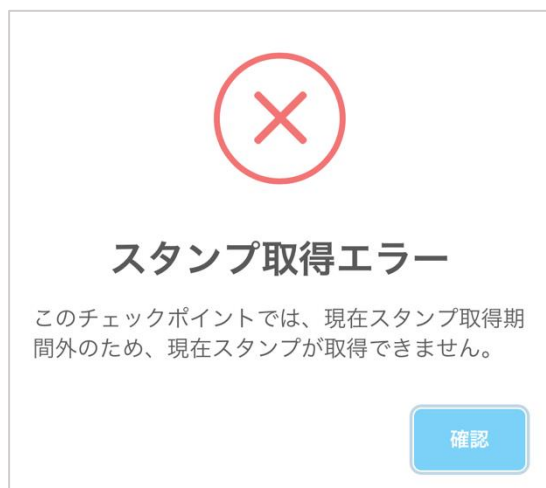 スタンプ取得エラー
このチェックポイントでは、現在スタンプ取得期
間外のため、現在スタンプが取得できません。
確認